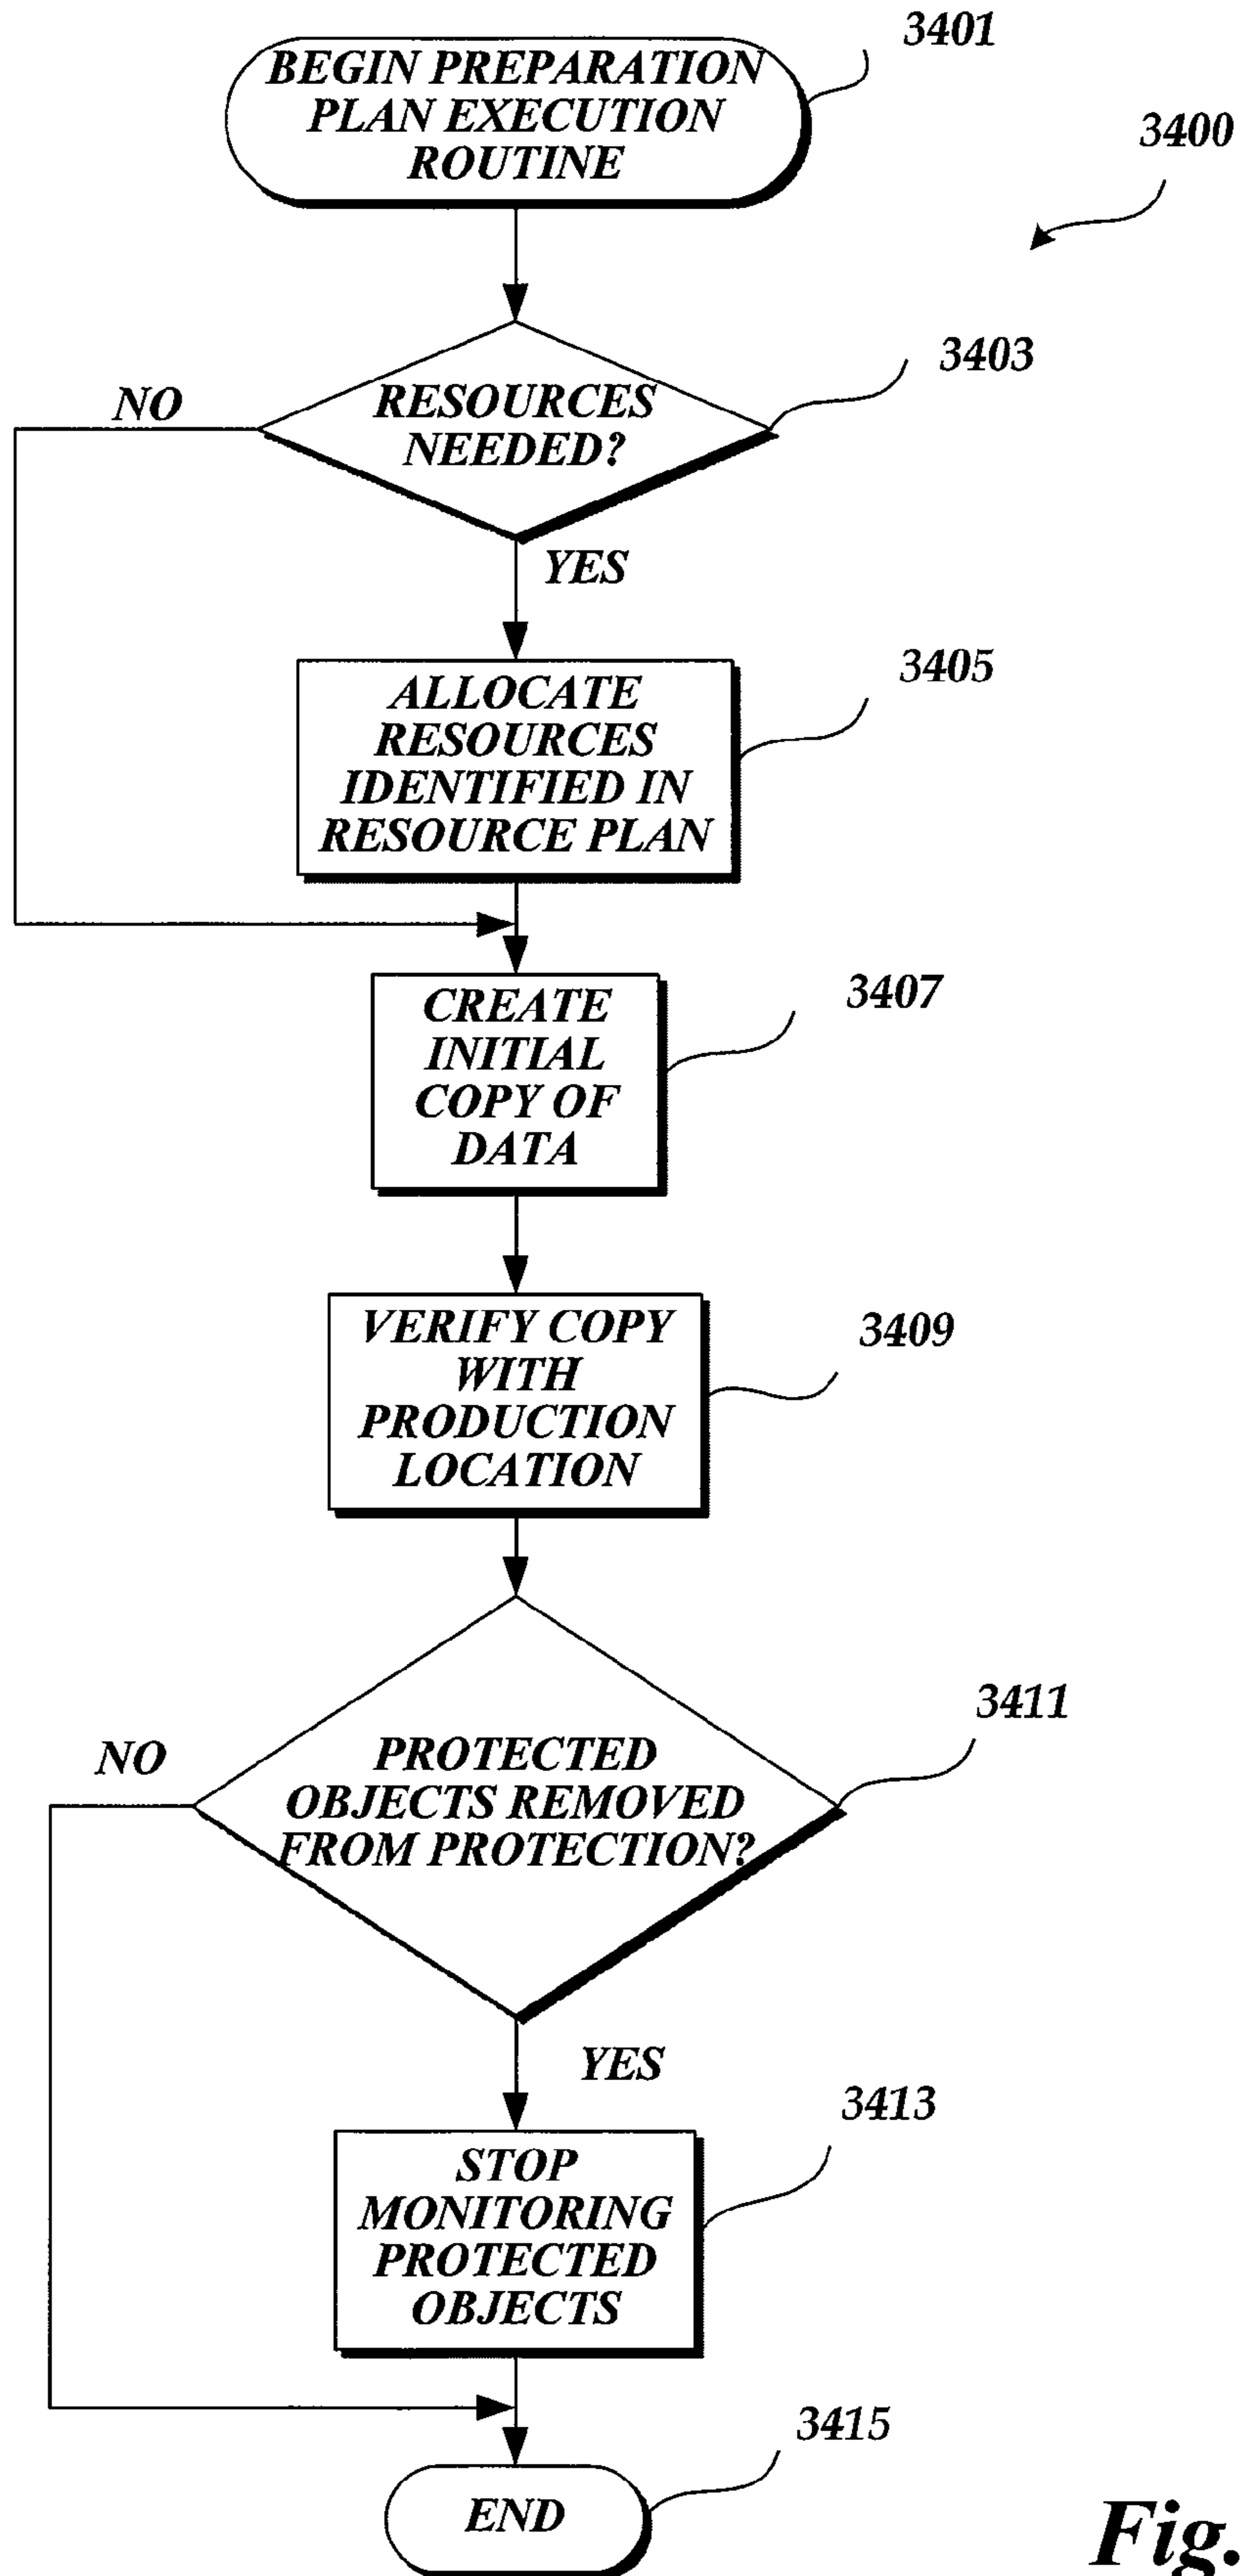 3401
BEGIN PREPARATION
PLAN EXECUTION
ROUTINE
3400
3403
NO
RESOURCES
NEEDED?
YES
3405
ALLOCATE
RESOURCES
IDENTIFIED IN
RESOURCE PLAN
3407
CREATE
INITIAL
COPY OF
DATA
3409
VERIFY COPY
WITH
PRODUCTION
LOCATION
3411
NO
PROTECTED
OBJECTS REMOVED
FROM PROTECTION?
YES
3413
STOP
MONITORING
PROTECTED
OBJECTS
3415
END
Fig.